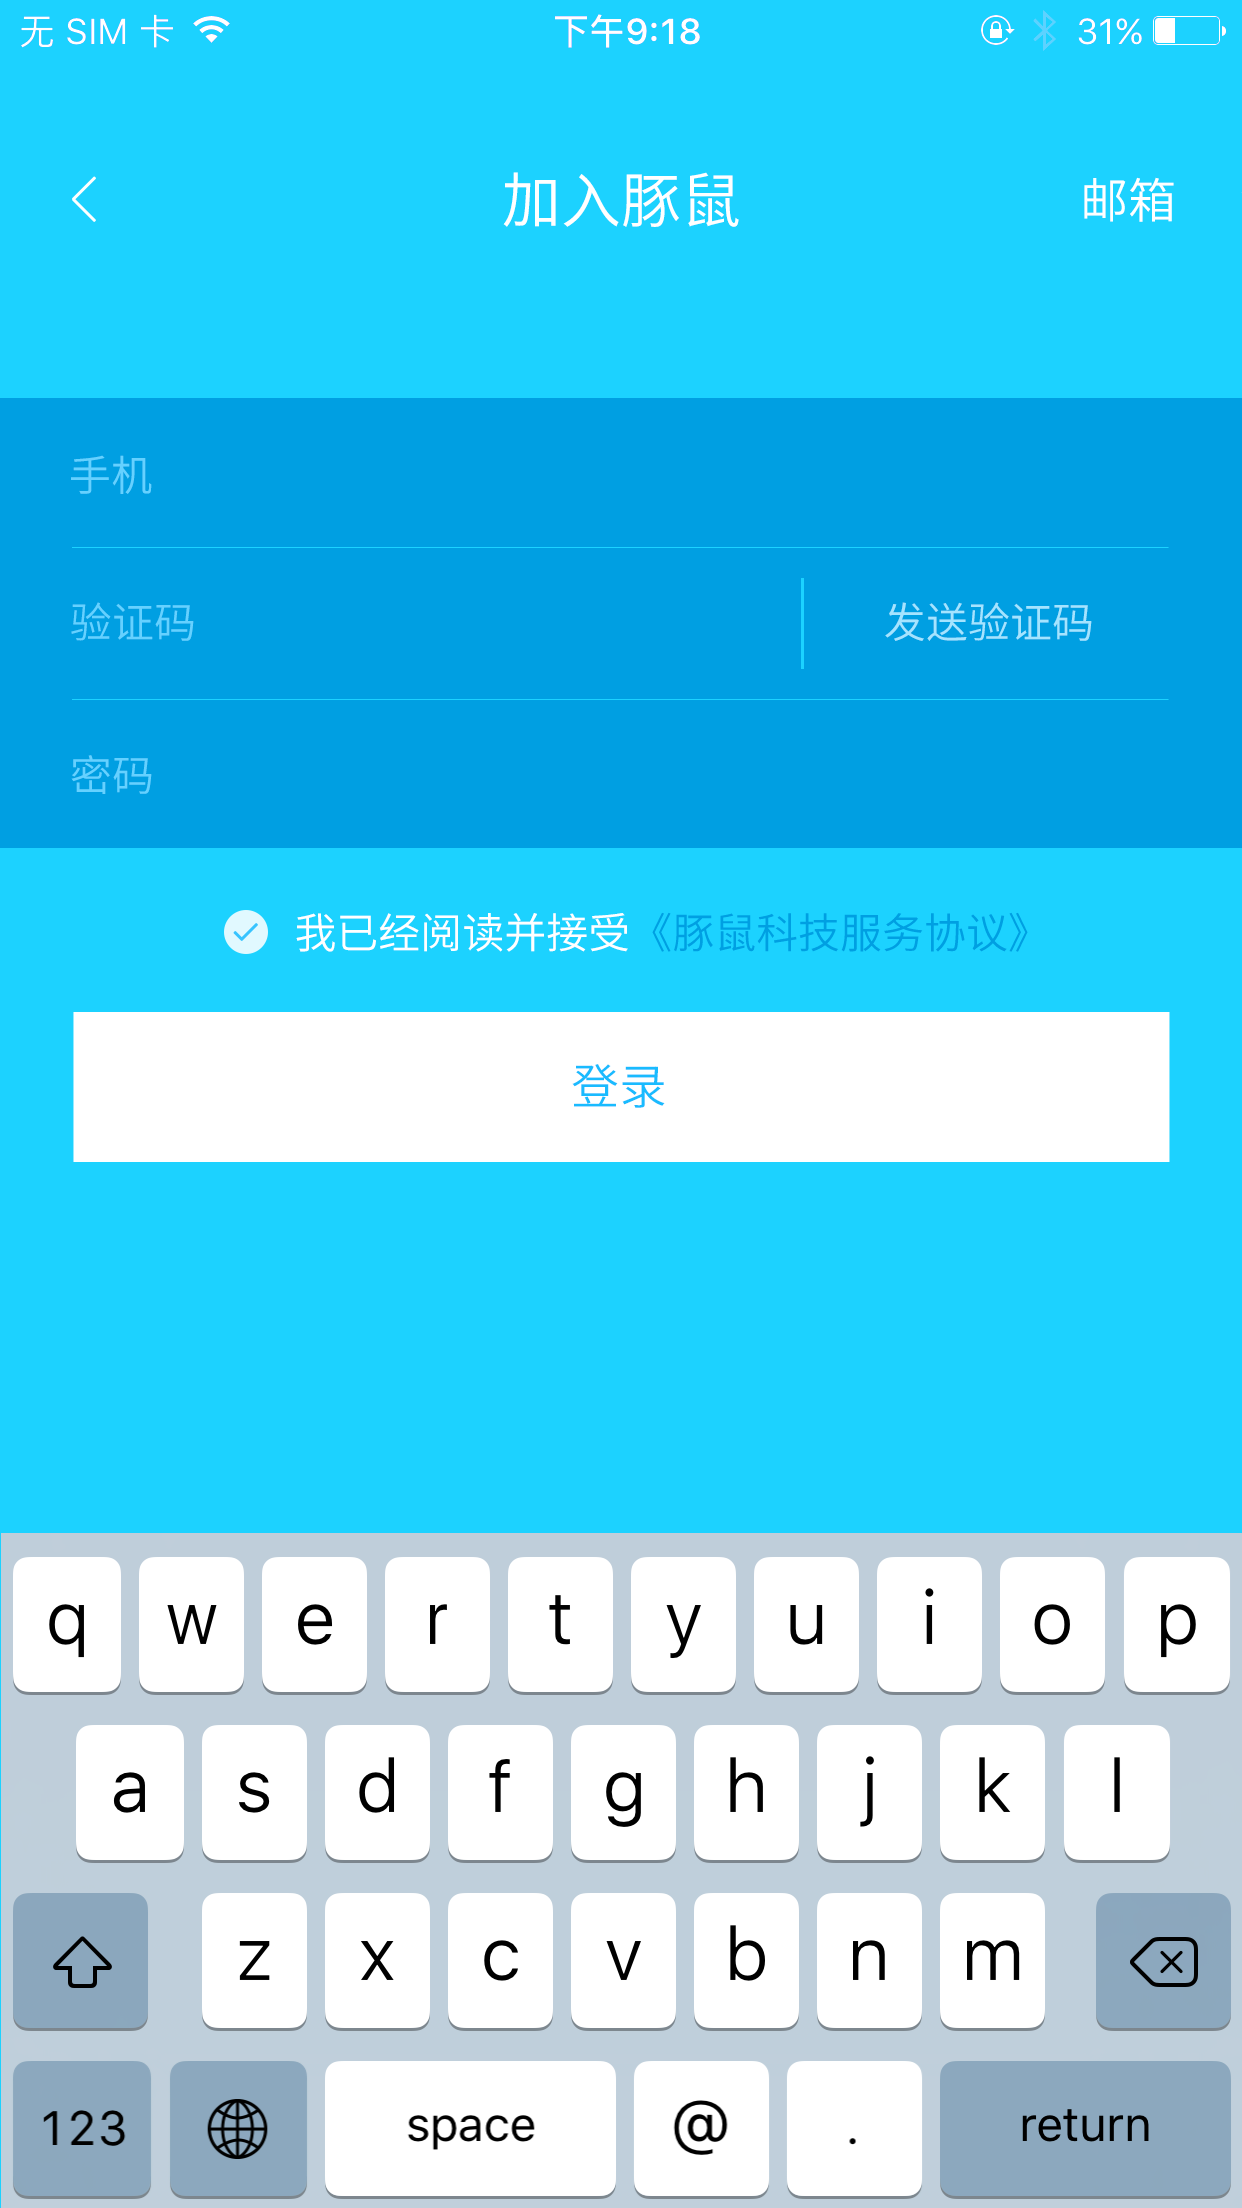 无 SIM 卡 下午9:18 31%
加入豚鼠 邮箱
手机
验证码 发送验证码
密码
我已经阅读并接受《豚鼠科技服务协议》
登录
q w e r t y u i o p
a s d f g h j k l
z x c v b n m
123 space @ . return